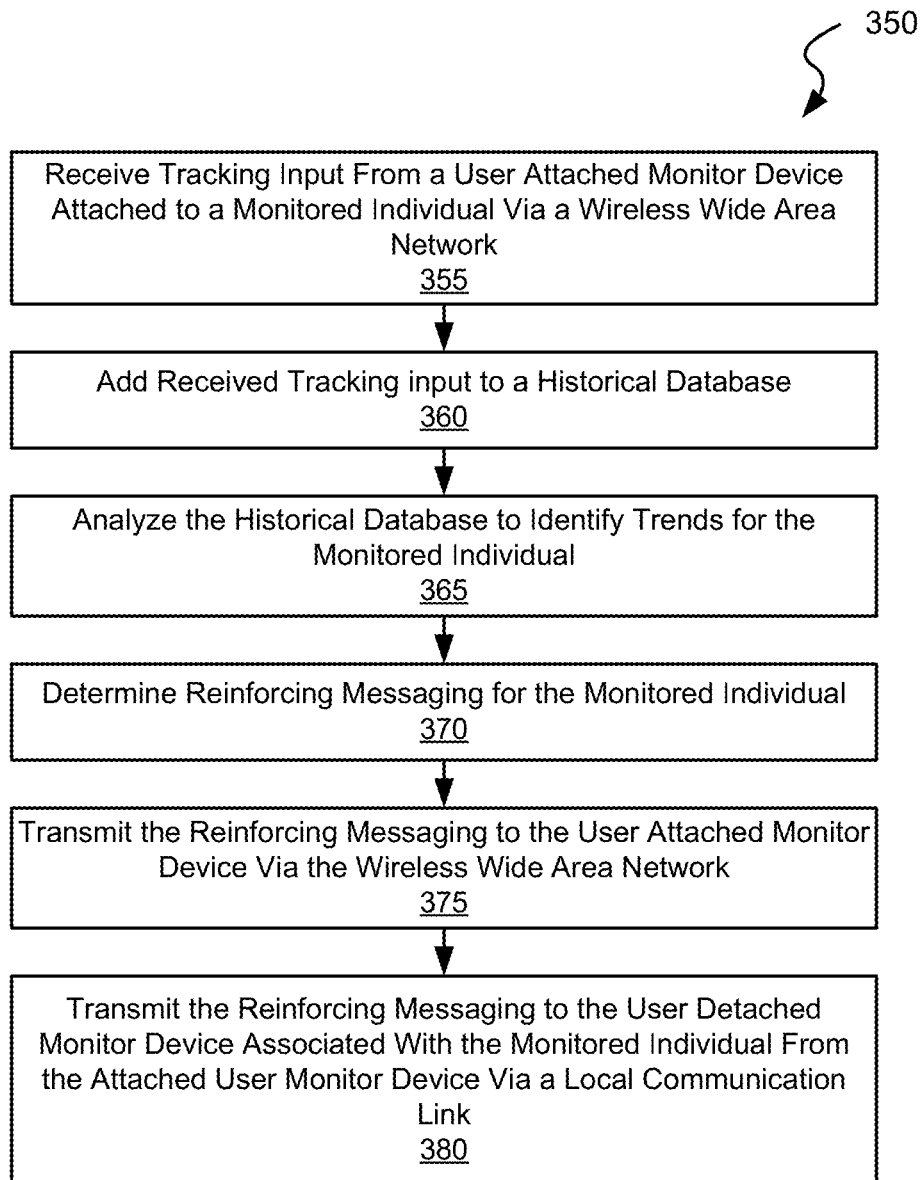 350
Receive Tracking Input From a User Attached Monitor Device
Attached to a Monitored Individual Via a Wireless Wide Area
Network
355
Add Received Tracking input to a Historical Database
360
Analyze the Historical Database to Identify Trends for the
Monitored Individual
365
Determine Reinforcing Messaging for the Monitored Individual
370
Transmit the Reinforcing Messaging to the User Attached Monitor
Device Via the Wireless Wide Area Network
375
Transmit the Reinforcing Messaging to the User Detached
Monitor Device Associated With the Monitored Individual From
the Attached User Monitor Device Via a Local Communication
Link
380